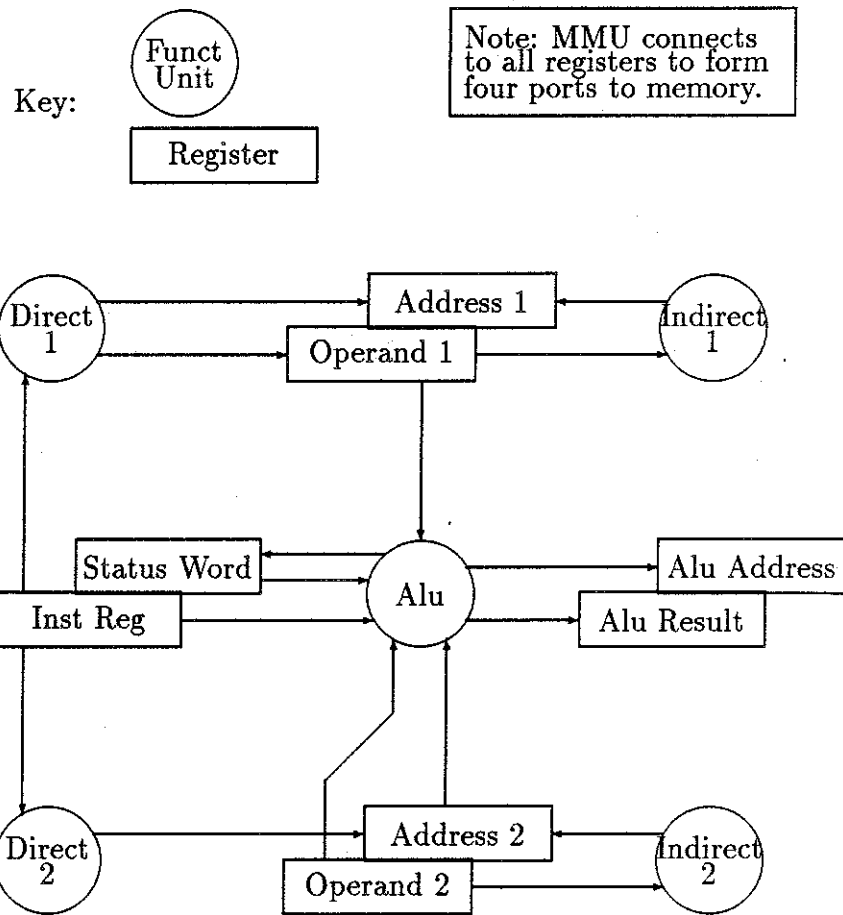 Key:
Funct
Unit
Register
Note: MMU connects
to all registers to form
four ports to memory.
Direct
1
Address 1
Operand 1
Indirect
1
Status Word
Inst Reg
Alu
Alu Address
Alu Result
Direct
2
Address 2
Operand 2
Indirect
2